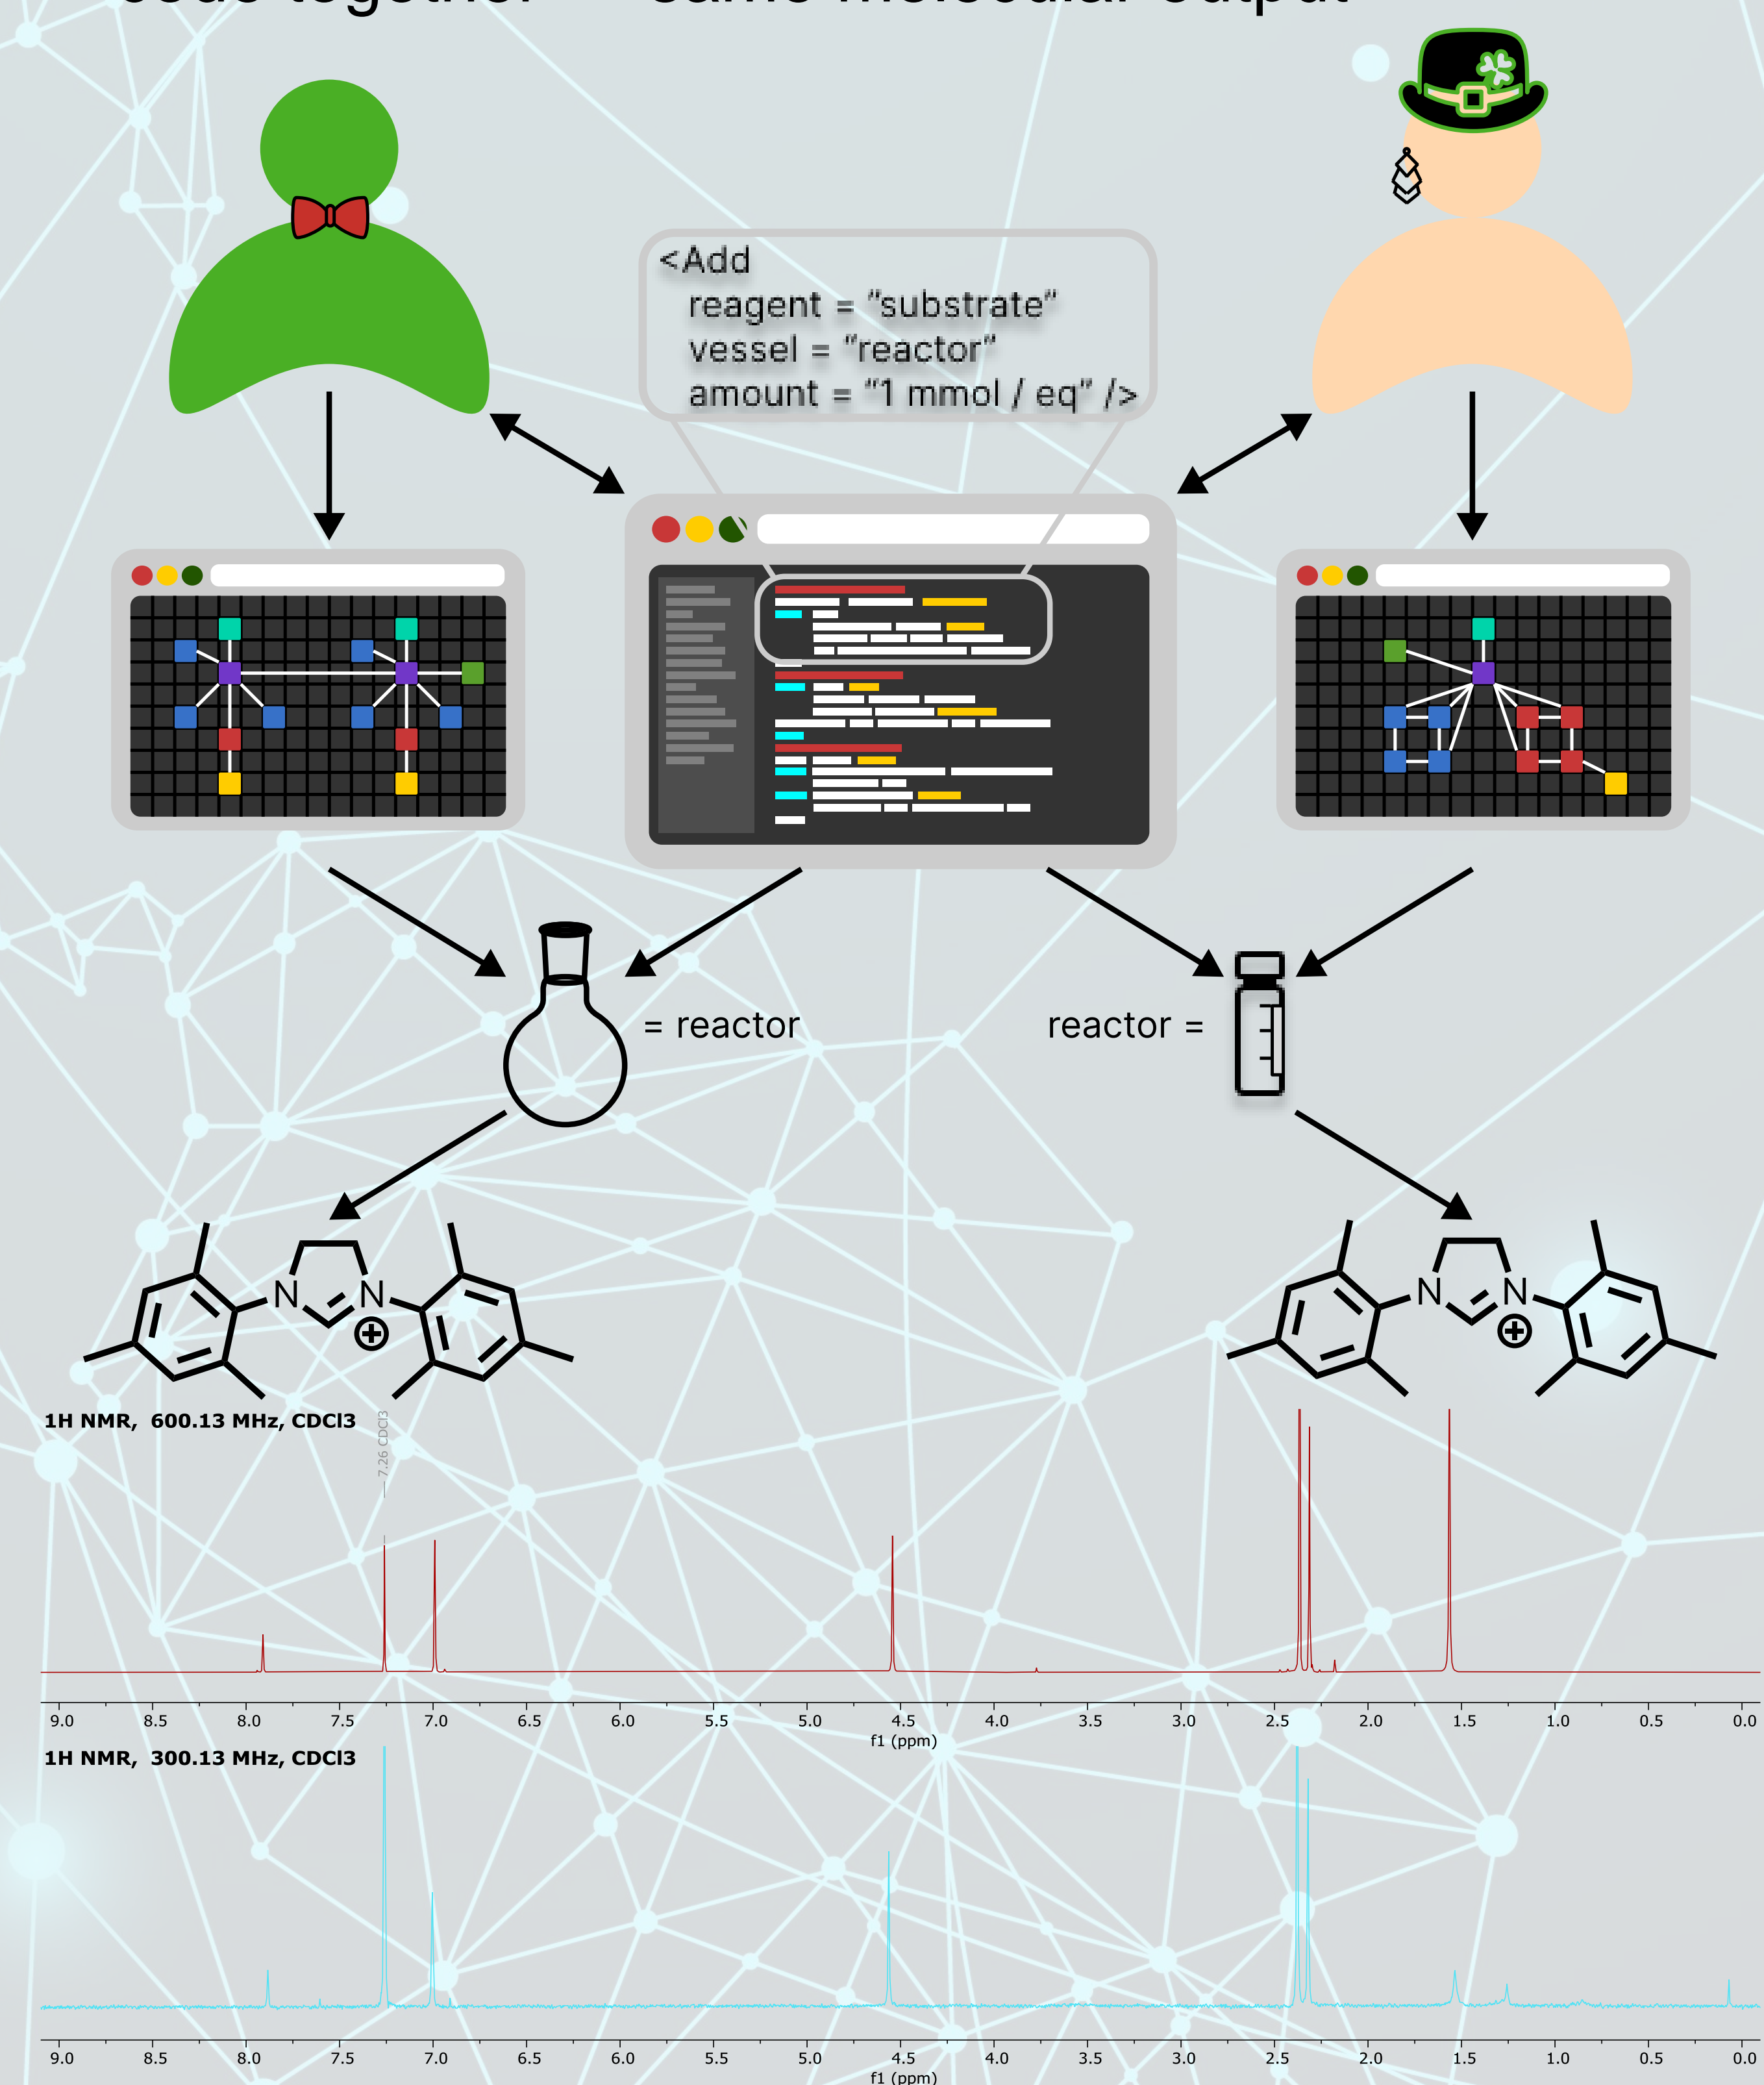 code together same molecular output
<Add
reagent = “substrate”
vessel = “reactor”
amount = “1 mmol / eq” />
= reactor
reactor =
N N
N N
1H NMR, 600.13 MHz, CDCl3
— 7.26 CDCl3
9.0 8.5 8.0 7.5 7.0 6.5 6.0 5.5 5.0 4.5 4.0 3.5 3.0 2.5 2.0 1.5 1.0 0.5 0.0
f1 (ppm)
1H NMR, 300.13 MHz, CDCl3
9.0 8.5 8.0 7.5 7.0 6.5 6.0 5.5 5.0 4.5 4.0 3.5 3.0 2.5 2.0 1.5 1.0 0.5 0.0
f1 (ppm)